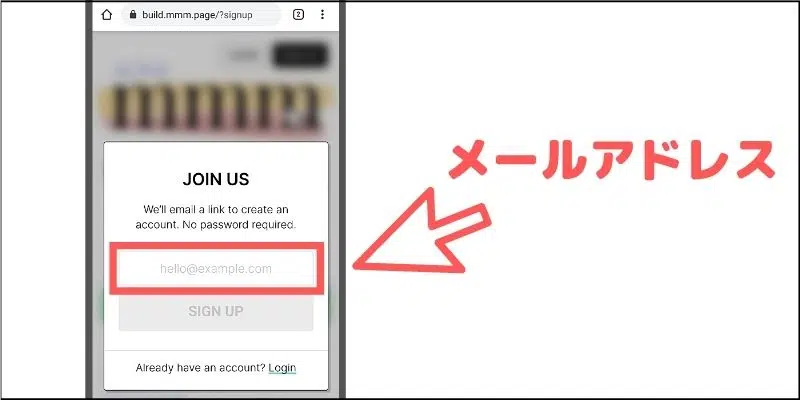 build.mmm.page/?signup
2
JOIN US
We'll email a link to create an
account. No password required.
hello@example.com
SIGN UP
Already have an account? Login
メールアドレス